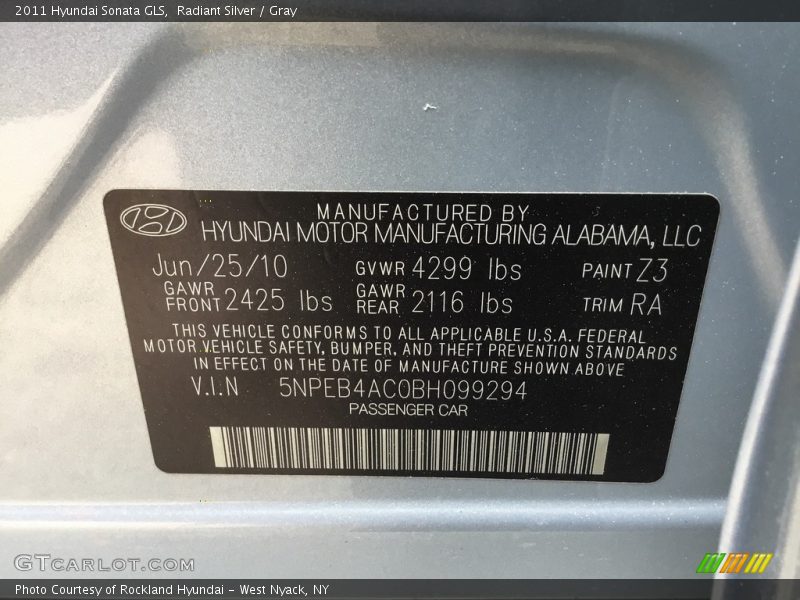 2011 Hyundai Sonata GLS, Radiant Silver / Gray
MANUFACTURED BY
HYUNDAI MOTOR MANUFACTURING ALABAMA, LLC
Jun/25/10 GVWR 4299 lbs PAINT Z3
GAWR FRONT 2425 lbs GAWR REAR 2116 lbs TRIM RA
THIS VEHICLE CONFORMS TO ALL APPLICABLE U.S.A. FEDERAL
MOTOR VEHICLE SAFETY, BUMPER, AND THEFT PREVENTION STANDARDS
IN EFFECT ON THE DATE OF MANUFACTURE SHOWN ABOVE
V.I.N 5NPEB4AC0BH099294
PASSENGER CAR
GTCARLOT.COM
Photo Courtesy of Rockland Hyundai - West Nyack, NY